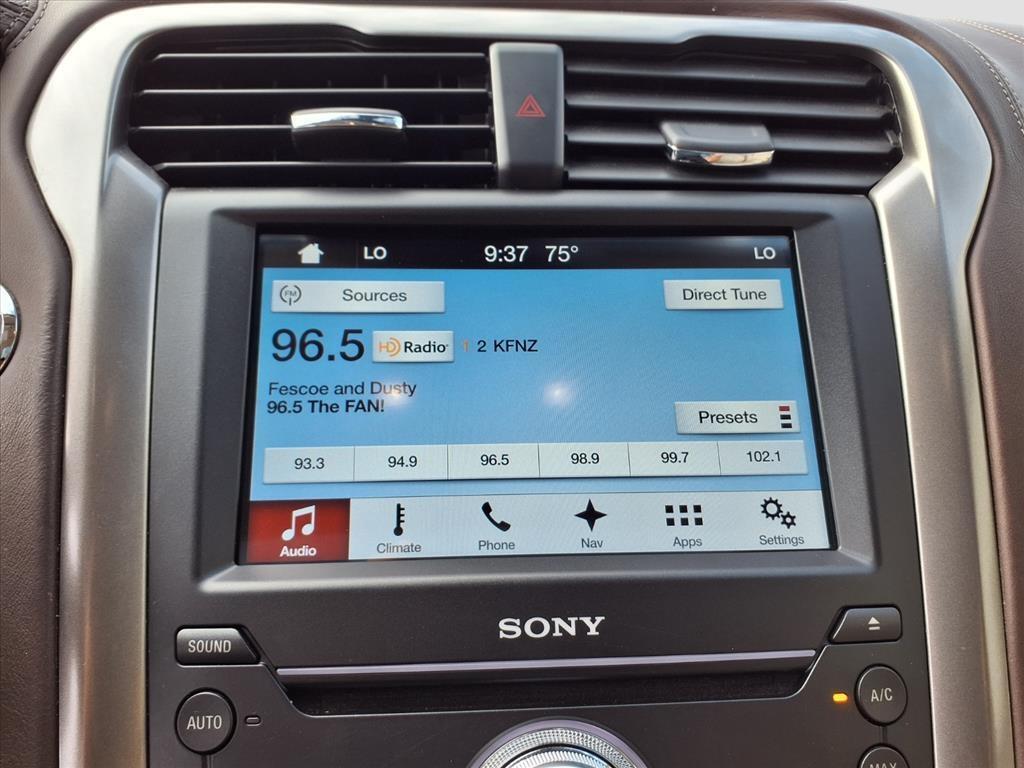 LO 9:37 75° LO
FM Sources Direct Tune
96.5 HD Radio 1 2 KFNZ
Fescoe and Dusty
96.5 The FAN!
Presets
93.3 94.9 96.5 98.9 99.7 102.1
Audio Climate Phone Nav Apps Settings
SONY
SOUND
AUTO A/C
MAX